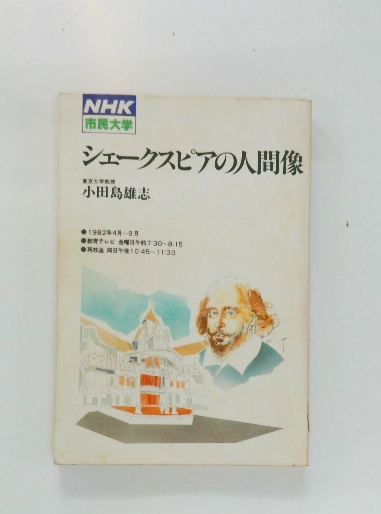 NHK
市民大学
シェークスピアの人間像
東京大学教授
小田島雄志
●1982年4月—9月
●教育テレビ 金曜日午前7:30〜8:15
●再放送 同日午後10:45〜11:30